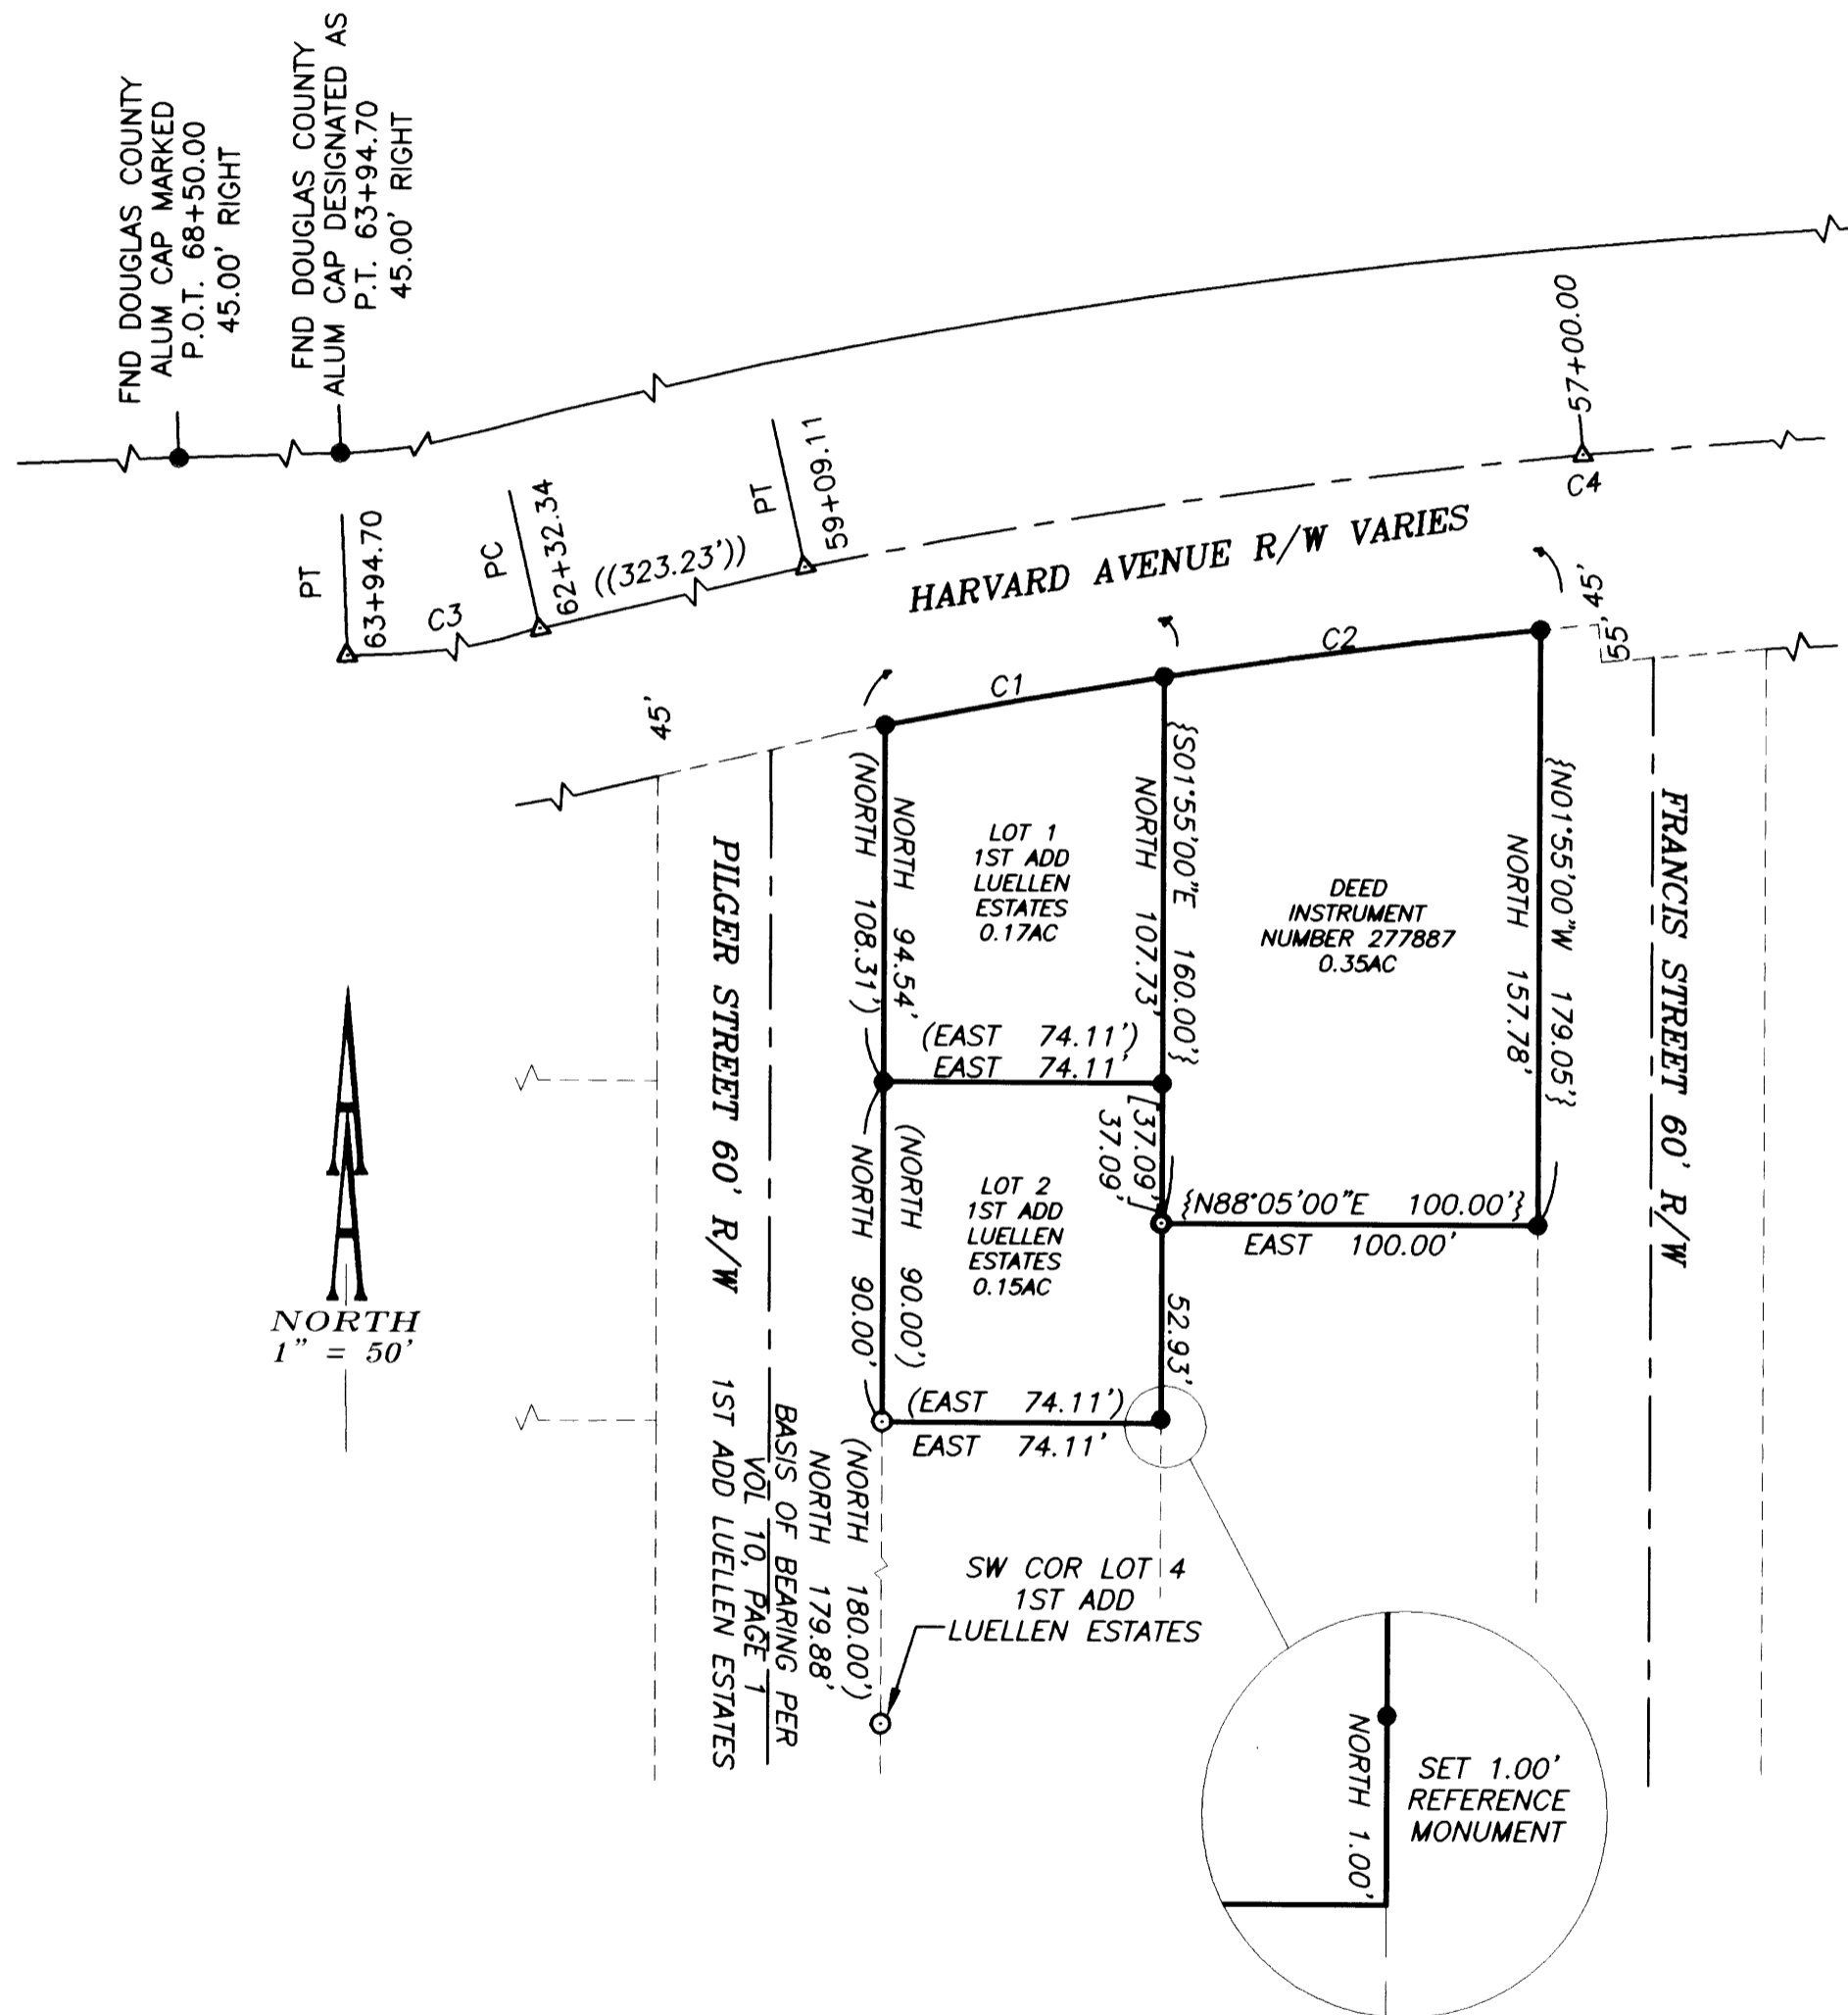 FND DOUGLAS COUNTY
ALUM CAP MARKED
P.O.T. 68+50.00
45.00' RIGHT
FND DOUGLAS COUNTY
ALUM CAP DESIGNATED AS
P.T. 63+94.70
45.00' RIGHT
PT
63+94.70
C3
PC
62+32.34
((323.23'))
PT
59+09.11
57+00.00
C4
HARVARD AVENUE R/W VARIES
45'
55'
45'
C1
C2
(NORTH 108.31')
NORTH 94.54'
LOT 1
1ST ADD
LUELLEN
ESTATES
0.17AC
NORTH 107.73'
{S01°55'00"E 160.00'}
DEED
INSTRUMENT
NUMBER 277887
0.35AC
NORTH 157.78'
{N01°55'00"W 179.05'}
FRANCIS STREET 60' R/W
PILGER STREET 60' R/W
(EAST 74.11')
EAST 74.11'
[37.09']
37.09'
{N88°05'00"E 100.00'}
EAST 100.00'
NORTH 90.00'
(NORTH 90.00')
LOT 2
1ST ADD
LUELLEN
ESTATES
0.15AC
52.93'
(EAST 74.11')
EAST 74.11'
NORTH
1" = 50'
(NORTH 180.00')
NORTH 179.88'
BASIS OF BEARING PER
VOL 10, PAGE 1
1ST ADD LUELLEN ESTATES
SW COR LOT 4
1ST ADD
LUELLEN ESTATES
NORTH 1.00'
SET 1.00'
REFERENCE
MONUMENT